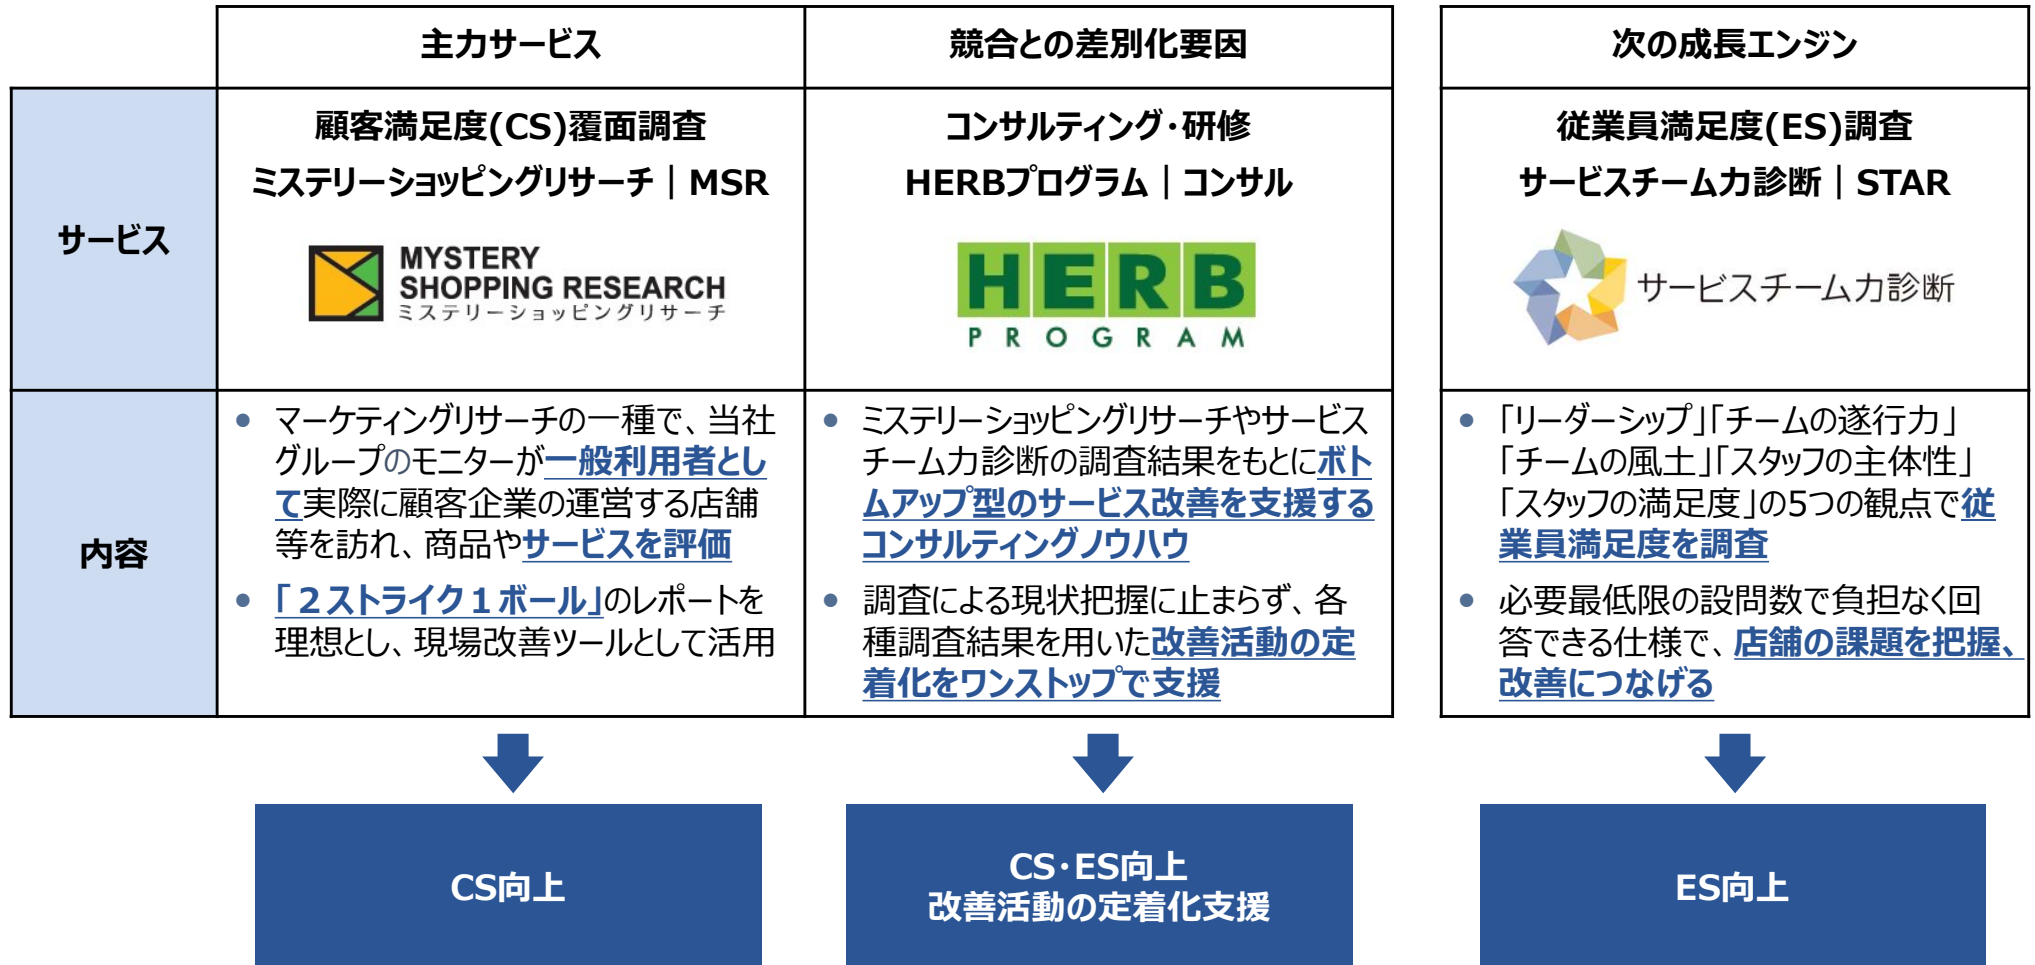 主力サービス
競合との差別化要因
次の成長エンジン
サービス
顧客満足度(CS)覆面調査
ミステリーショッピングリサーチ｜MSR
MYSTERY
SHOPPING RESEARCH
ミステリーショッピングリサーチ
コンサルティング・研修
HERBプログラム｜コンサル
HERB
PROGRAM
従業員満足度(ES)調査
サービスチーム力診断｜STAR
サービスチーム力診断
内容
● マーケティングリサーチの一種で、当社
グループのモニターが一般利用者とし
て実際に顧客企業の運営する店舗
等を訪れ、商品やサービスを評価
● 「２ストライク１ボール」のレポートを
理想とし、現場改善ツールとして活用
● ミステリーショッピングリサーチやサービス
チーム力診断の調査結果をもとにボト
ムアップ型のサービス改善を支援する
コンサルティングノウハウ
● 調査による現状把握に止まらず、各
種調査結果を用いた改善活動の定
着化をワンストップで支援
● 「リーダーシップ」「チームの遂行力」
「チームの風土」「スタッフの主体性」
「スタッフの満足度」の5つの観点で従
業員満足度を調査
● 必要最低限の設問数で負担なく回
答できる仕様で、店舗の課題を把握、
改善につなげる
CS向上
CS・ES向上
改善活動の定着化支援
ES向上